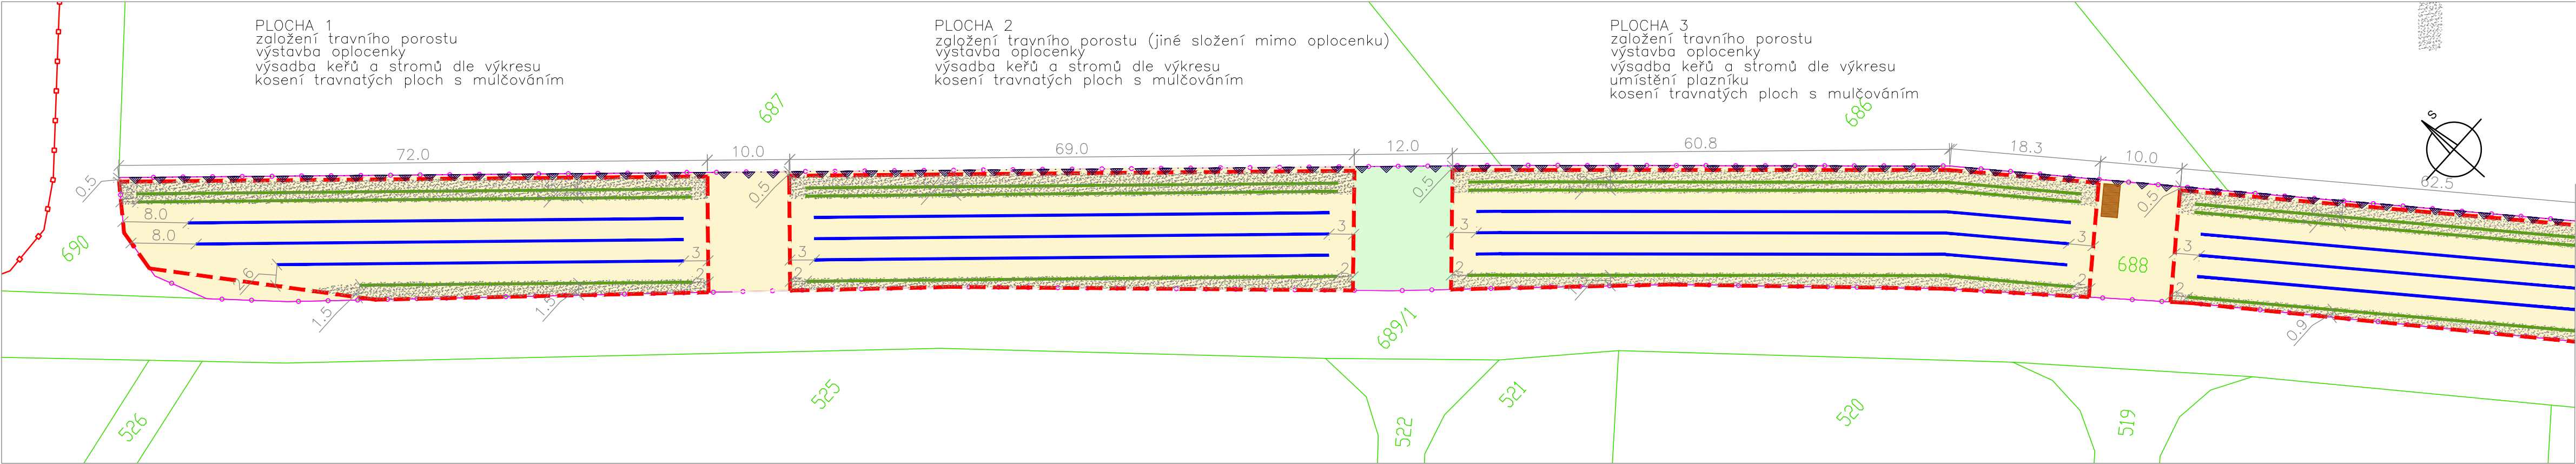 PLOCHA 1
založení travního porostu
výstavba oplocenky
výsadba keřů a stromů dle výkresu
kosení travnatých ploch s mulčováním
PLOCHA 2
založení travního porostu (jiné složení mimo oplocenku)
výstavba oplocenky
výsadba keřů a stromů dle výkresu
kosení travnatých ploch s mulčováním
PLOCHA 3
založení travního porostu
výstavba oplocenky
výsadba keřů a stromů dle výkresu
umístění plazníku
kosení travnatých ploch s mulčováním
687
686
S
72.0
10.0
69.0
12.0
60.8
18.3
10.0
62.5
0.5
0.5
0.5
0.5
8.0
8.0
3
3
3
3
3
3
2
2
2
2
2
2
2.6
1.5
1.5
0.9
690
688
689/1
526
525
522
521
520
519